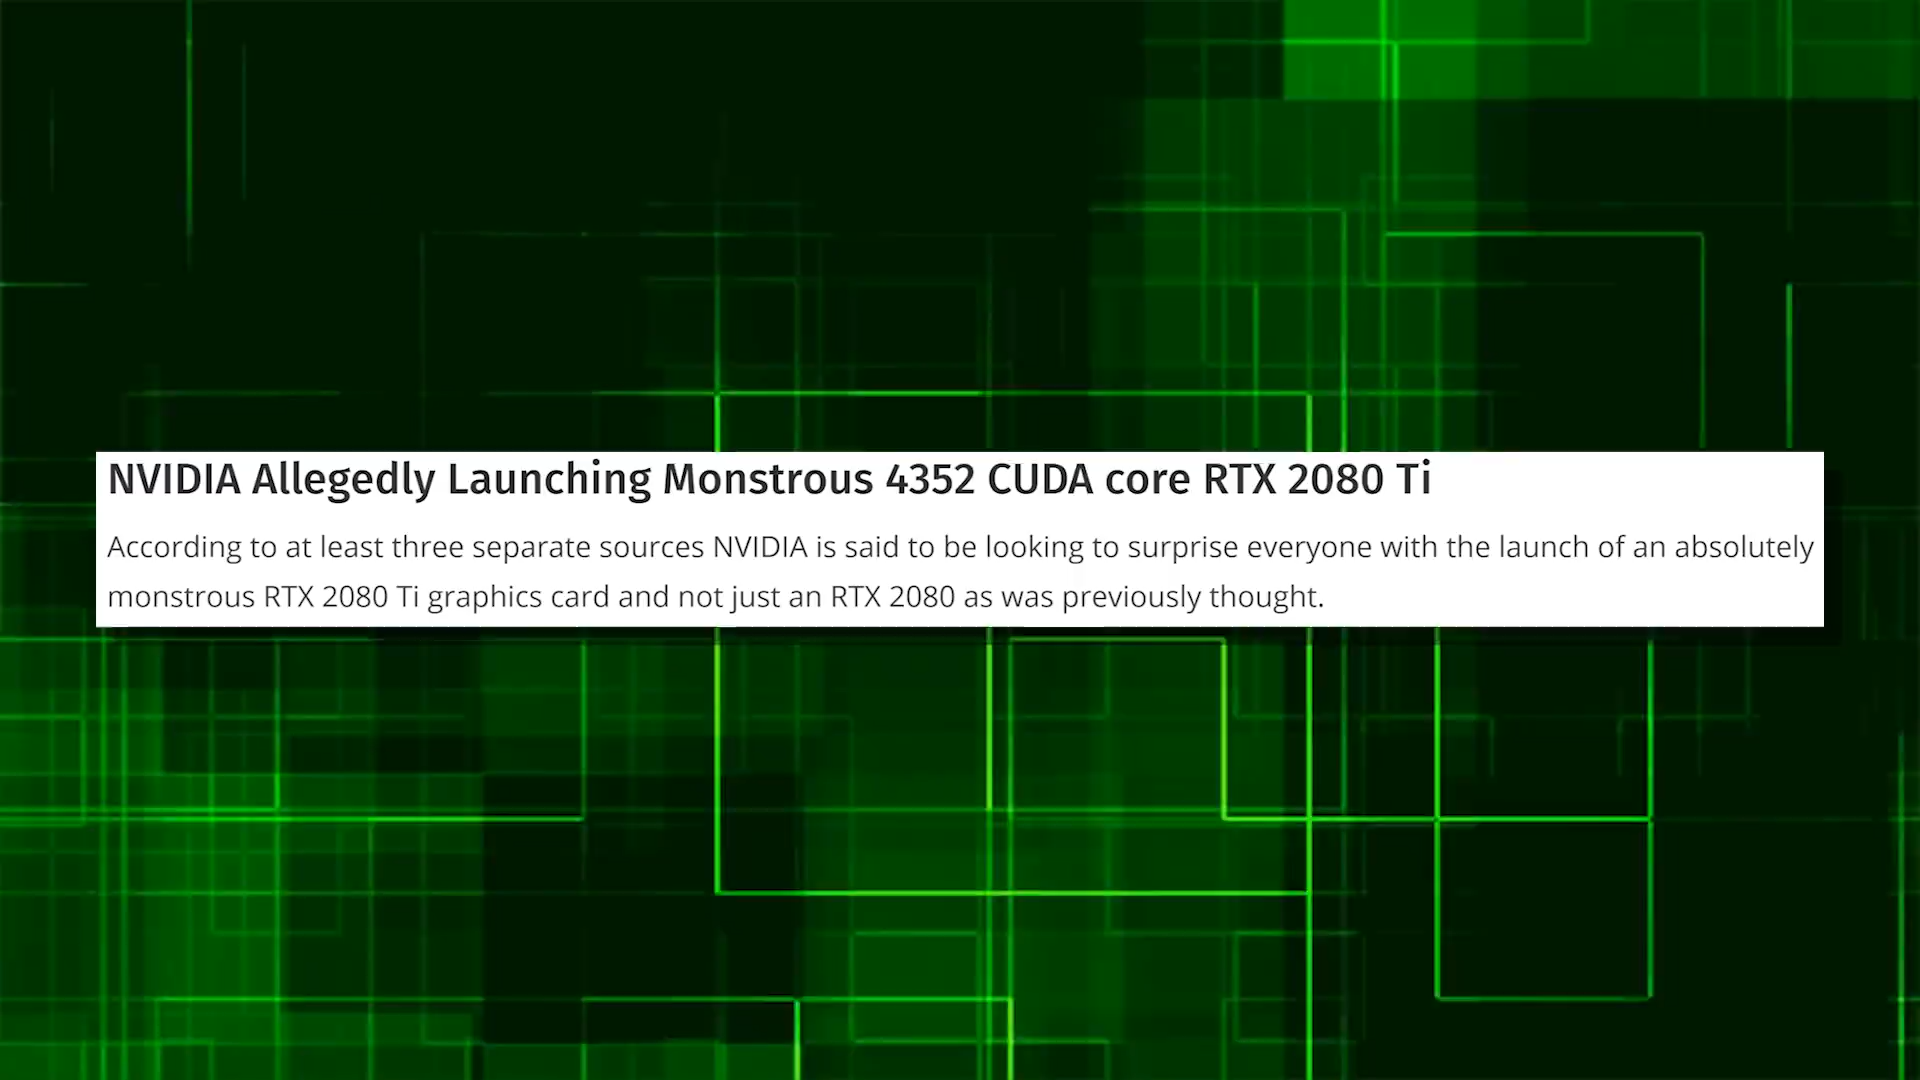 NVIDIA Allegedly Launching Monstrous 4352 CUDA core RTX 2080 Ti
According to at least three separate sources NVIDIA is said to be looking to surprise everyone with the launch of an absolutely
monstrous RTX 2080 Ti graphics card and not just an RTX 2080 as was previously thought.